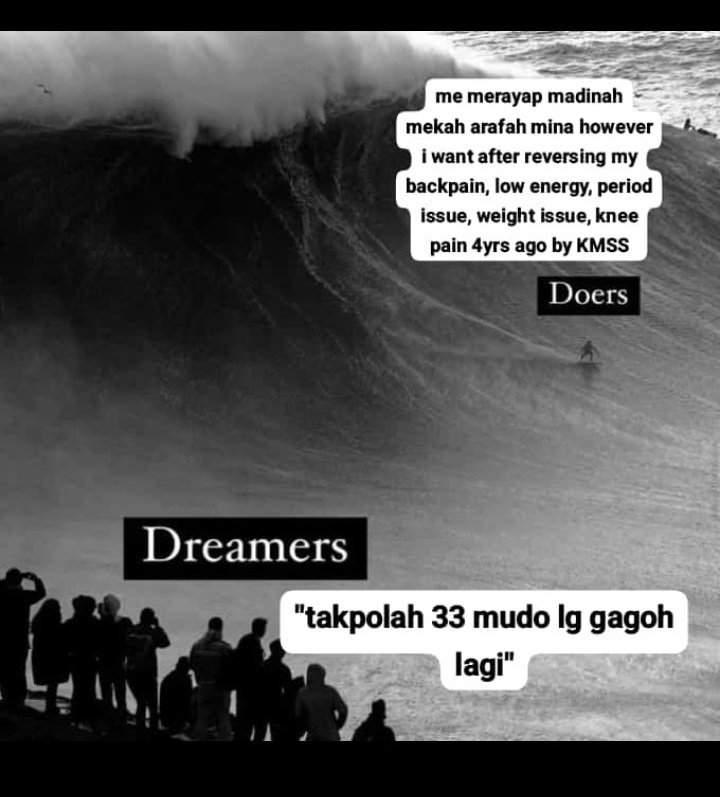 me merayap madinah
mekah arafah mina however
i want after reversing my
backpain, low energy, period
issue, weight issue, knee
pain 4yrs ago by KMSS
Doers
Dreamers
"takpolah 33 mudo lg gagoh
lagi"